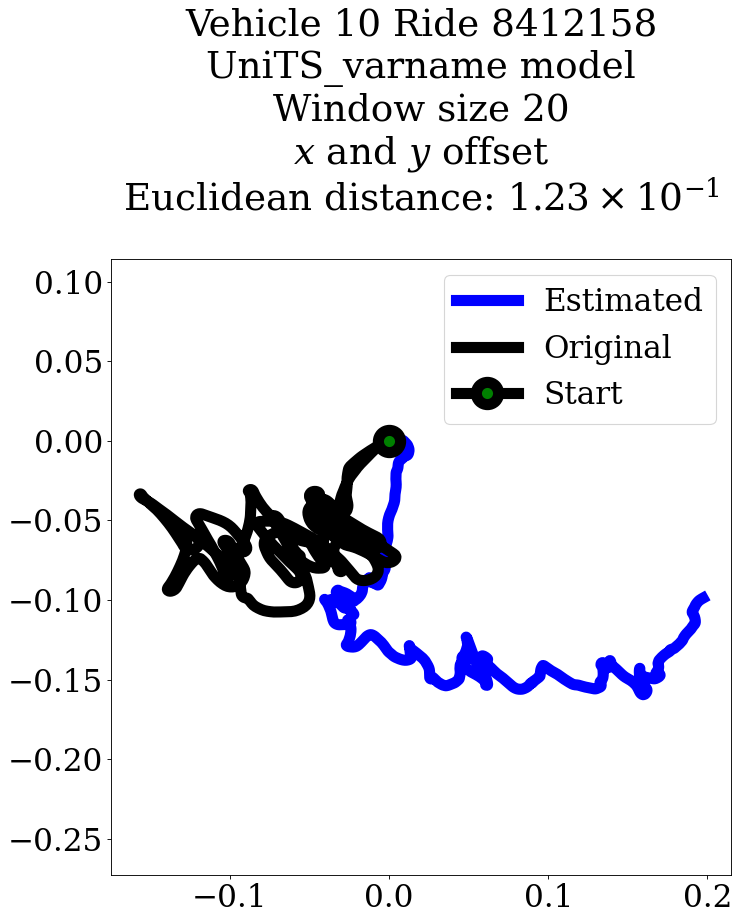 Vehicle 10 Ride 8412158
UniTS_varname model
Window size 20
x and y offset
Euclidean distance: 1.23 × 10⁻¹
Estimated
Original
Start
0.10
0.05
0.00
−0.05
−0.10
−0.15
−0.20
−0.25
−0.1 0.0 0.1 0.2